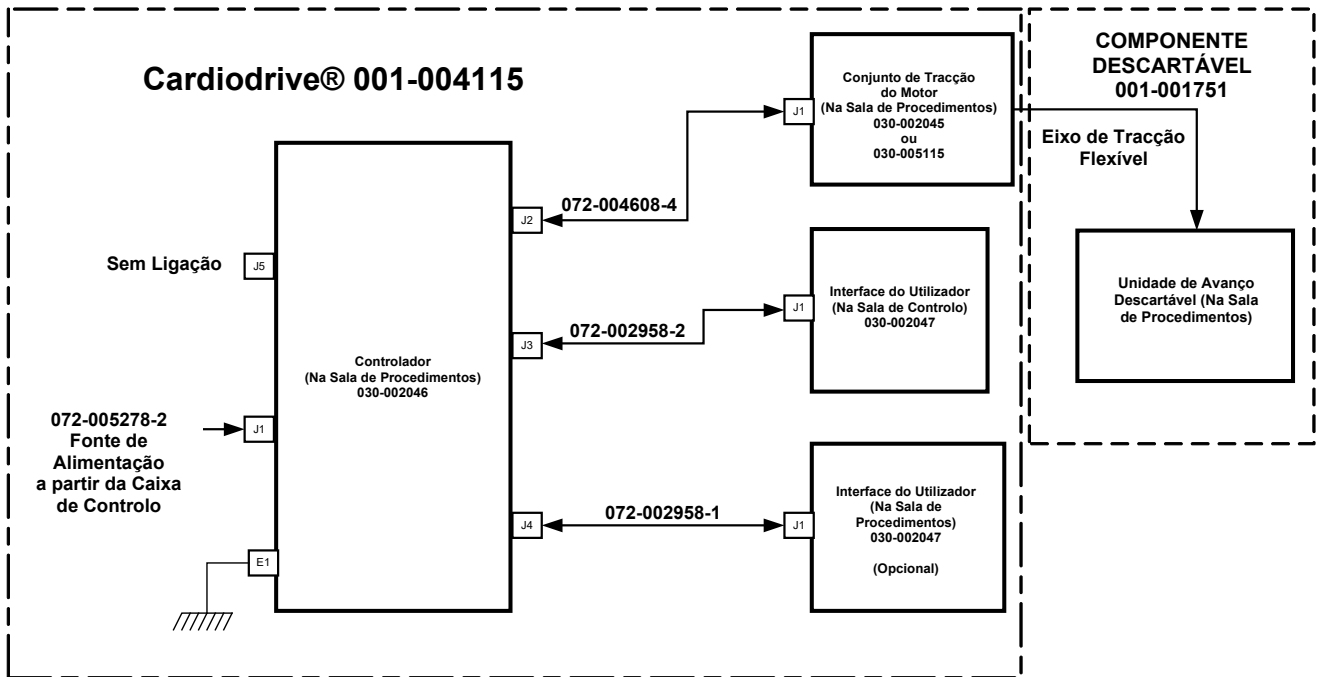 Cardiodrive® 001-004115
COMPONENTE
DESCARTÁVEL
001-001751
Conjunto de Tracção
do Motor
(Na Sala de Procedimentos)
030-002045
ou
030-005115
J1
Eixo de Tracção
Flexível
072-004608-4
J2
Sem Ligação
J5
Interface do Utilizador
(Na Sala de Controlo)
030-002047
J1
Unidade de Avanço
Descartável (Na Sala
de Procedimentos)
072-002958-2
J3
Controlador
(Na Sala de Procedimentos)
030-002046
072-005278-2
Fonte de
Alimentação
a partir da Caixa
de Controlo
J1
Interface do Utilizador
(Na Sala de
Procedimentos)
030-002047
(Opcional)
072-002958-1
J4
J1
E1